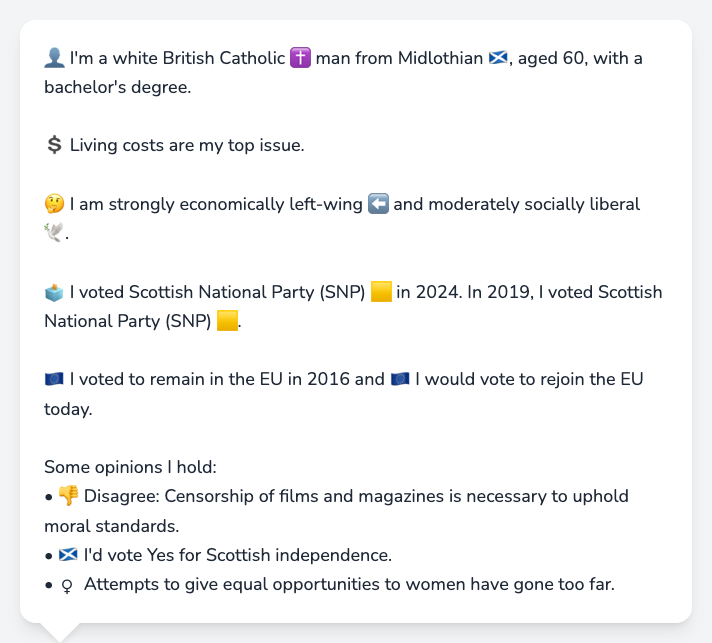 👤 I'm a white British Catholic ✝️ man from Midlothian 🏴󠁧󠁢󠁳󠁣󠁴󠁿, aged 60, with a
bachelor's degree.
💲 Living costs are my top issue.
🤔 I am strongly economically left-wing ⬅️ and moderately socially liberal
🕊️.
🗳️ I voted Scottish National Party (SNP) 🟨 in 2024. In 2019, I voted Scottish
National Party (SNP) 🟨.
🇪🇺 I voted to remain in the EU in 2016 and 🇪🇺 I would vote to rejoin the EU
today.
Some opinions I hold:
• 👎 Disagree: Censorship of films and magazines is necessary to uphold
moral standards.
• 🏴󠁧󠁢󠁳󠁣󠁴󠁿 I'd vote Yes for Scottish independence.
• ♀ Attempts to give equal opportunities to women have gone too far.